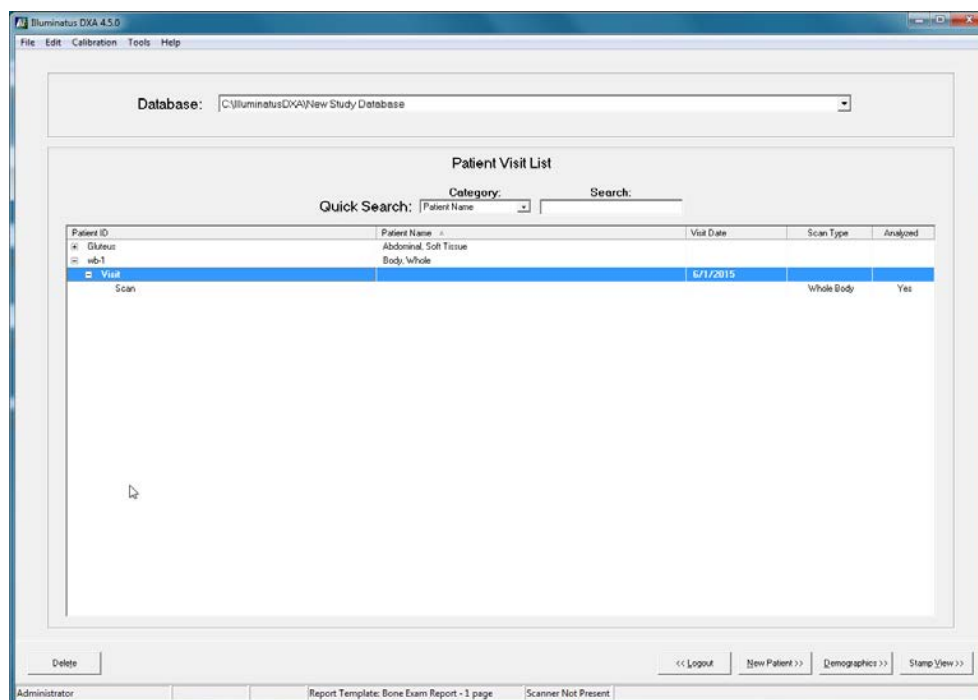 Illuminatus DXA 4.5.0
File Edit Calibration Tools Help
Database: C:\IlluminatusDXA\New Study Database
Patient Visit List
Category: Search:
Quick Search: Patient Name
Patient ID Patient Name Visit Date Scan Type Analyzed
Gluteus Abdominal, Soft Tissue
wb-1 Body, Whole
Visit 6/1/2015
Scan Whole Body Yes
Delete << Logout New Patient >> Demographics >> Stamp View >>
Administrator Report Template: Bone Exam Report - 1 page Scanner Not Present